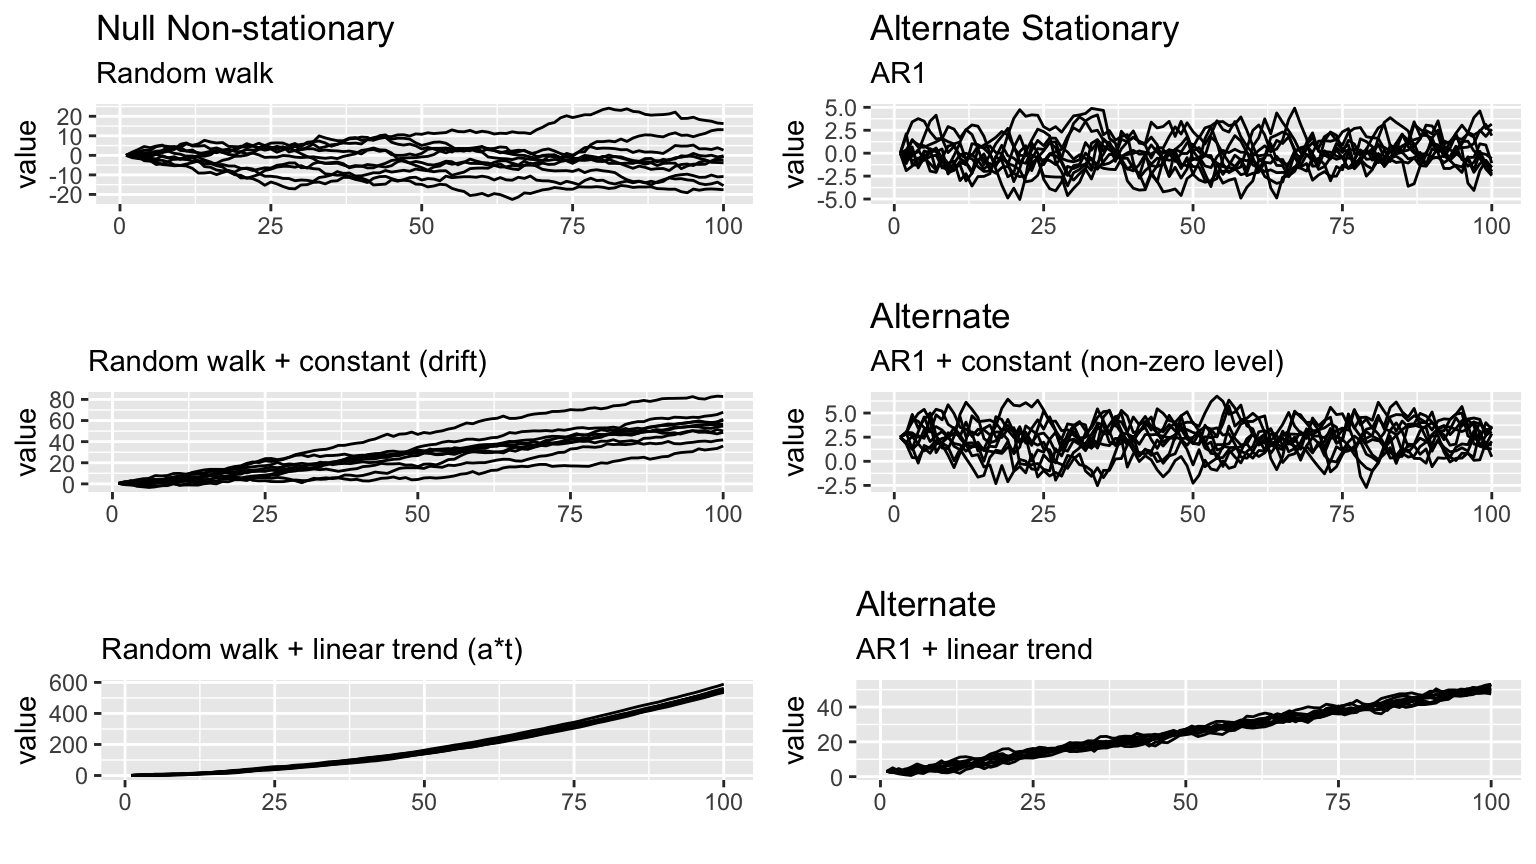 Null Non-stationary
Random walk
value
20
10
0
-10
-20
0 25 50 75 100
Alternate Stationary
AR1
value
5.0
2.5
0.0
-2.5
-5.0
0 25 50 75 100
Random walk + constant (drift)
value
80
60
40
20
0
0 25 50 75 100
Alternate
AR1 + constant (non-zero level)
value
5.0
2.5
0.0
-2.5
0 25 50 75 100
Random walk + linear trend (a*t)
value
600
400
200
0
0 25 50 75 100
Alternate
AR1 + linear trend
value
40
20
0
0 25 50 75 100